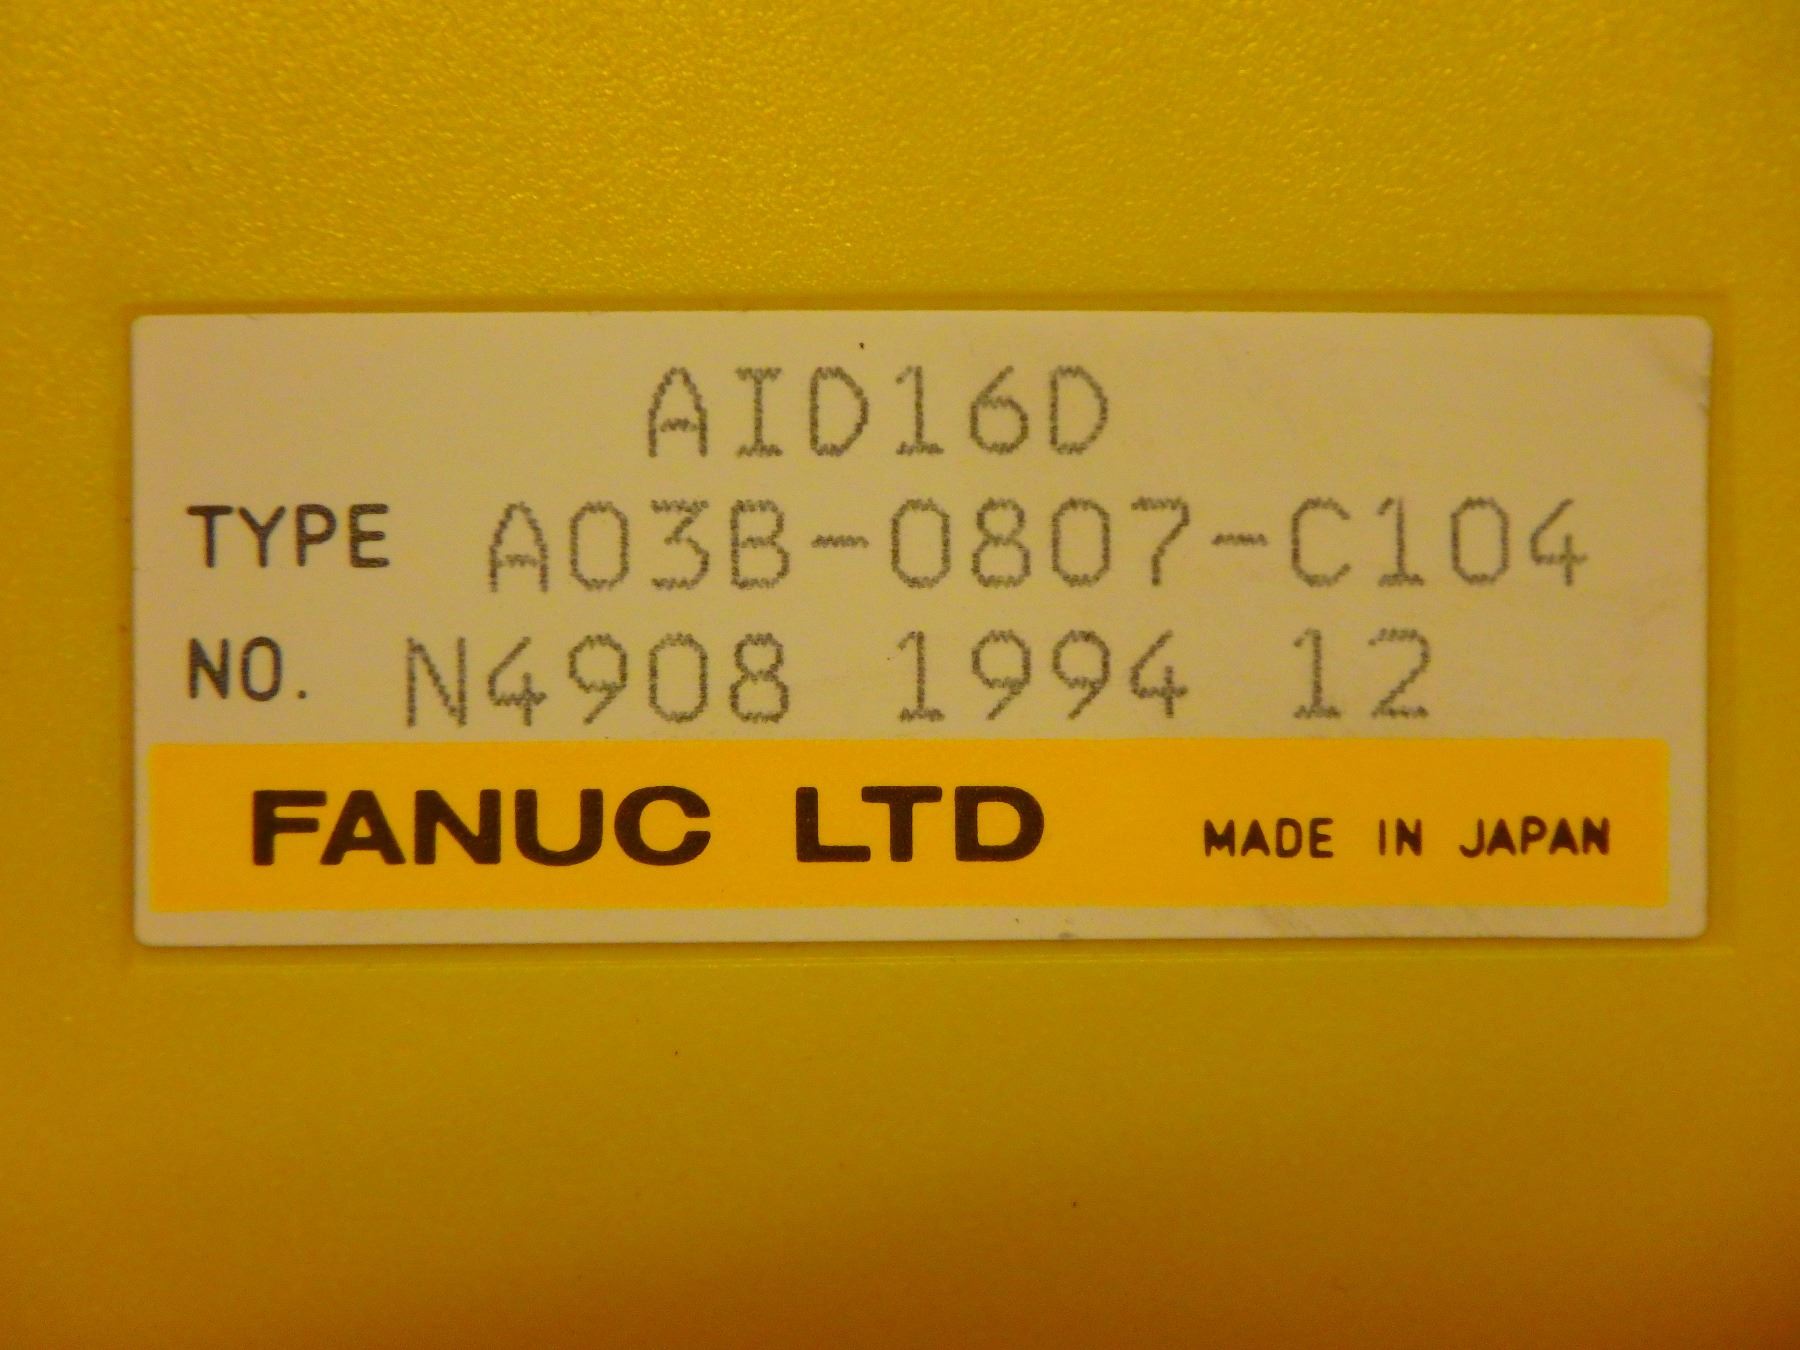 AID16D
TYPE A03B-0807-C104
NO. N4908 1994 12
FANUC LTD MADE IN JAPAN